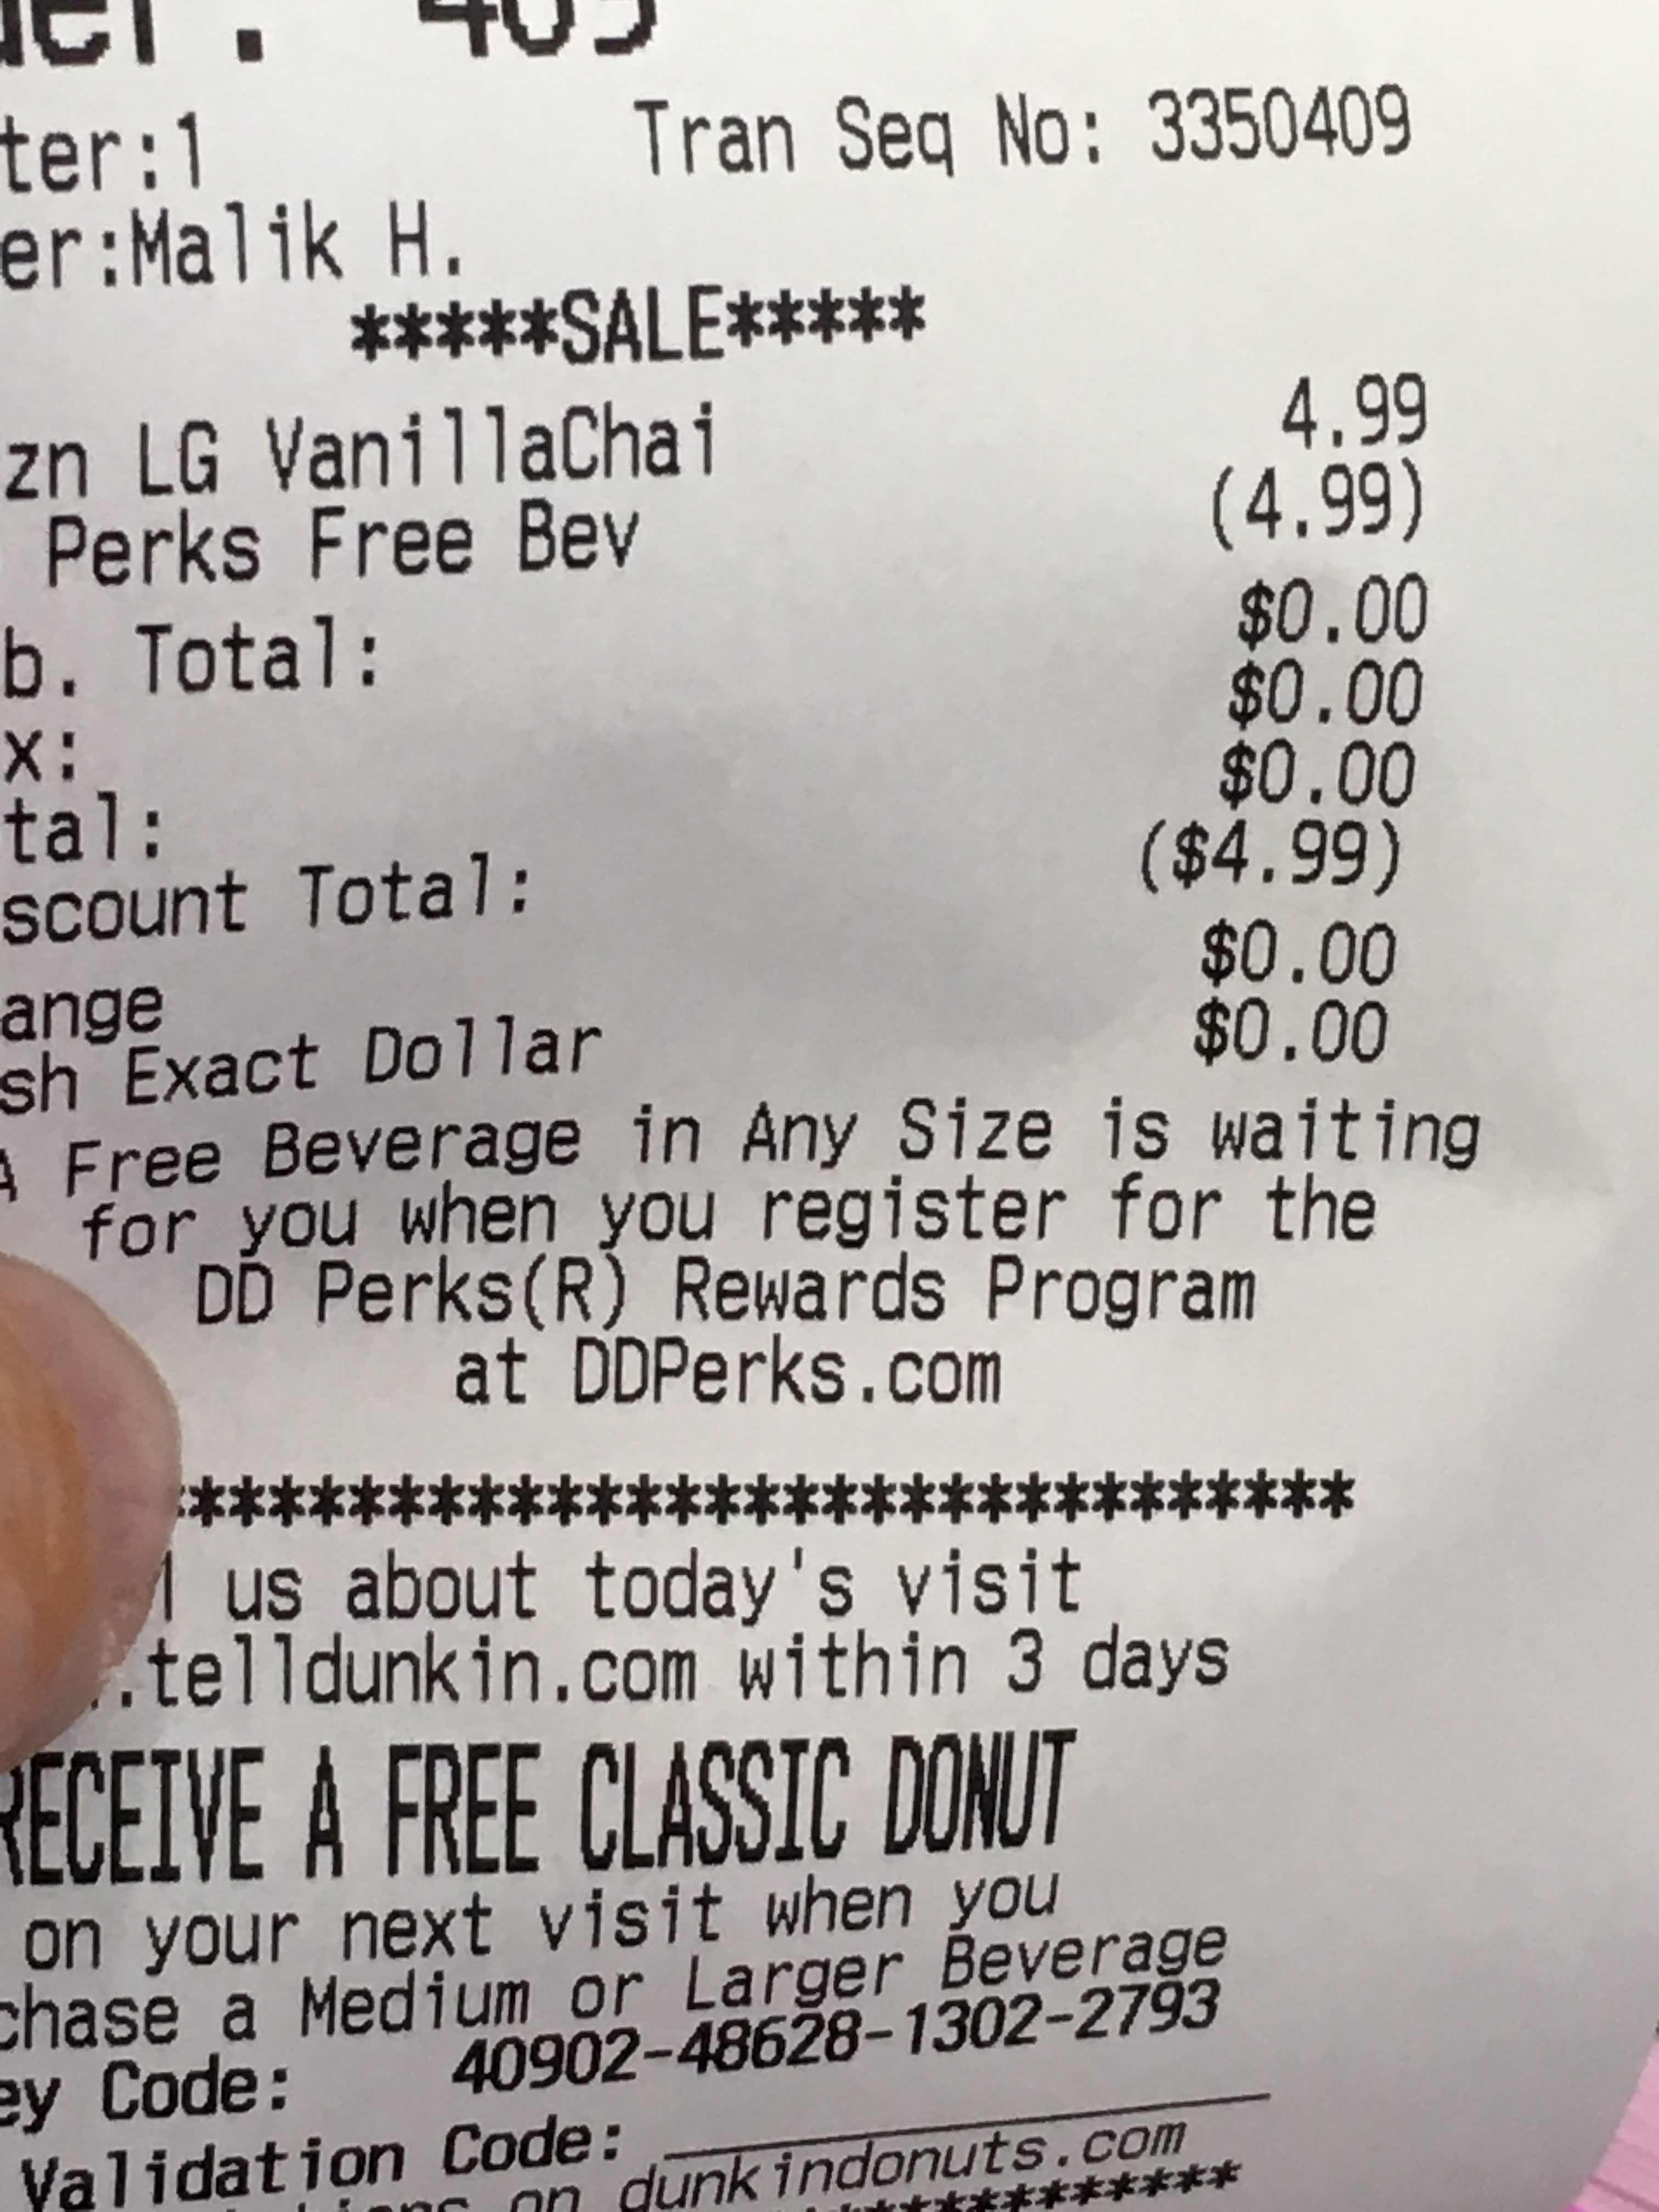 der: 409
ter:1 Tran Seq No: 3350409
er:Malik H.
*****SALE*****
zn LG VanillaChai 4.99
Perks Free Bev (4.99)
b. Total: $0.00
x: $0.00
tal: $0.00
scount Total: ($4.99)
ange $0.00
sh Exact Dollar $0.00
A Free Beverage in Any Size is waiting
for you when you register for the
DD Perks(R) Rewards Program
at DDPerks.com
******************************
l us about today's visit
.telldunkin.com within 3 days
RECEIVE A FREE CLASSIC DONUT
on your next visit when you
chase a Medium or Larger Beverage
ey Code: 40902-48628-1302-2793
Validation Code: ____________
on dunkindonuts.com
************